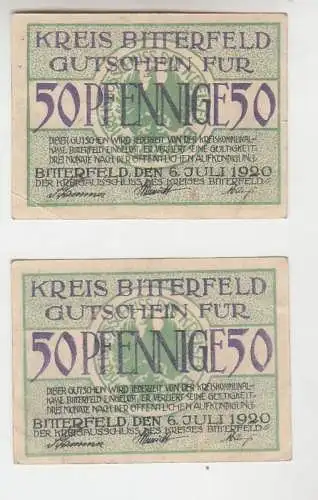 KREIS BITTERFELD
GUTSCHEIN FÜR
50 PFENNIGE 50
DIESER GUTSCHEIN WIRD JEDERZEIT VON DER KREISKOMMUNAL-
KASSE BITTERFELD EINGELÖST. ER VERLIERT SEINE GÜLTIGKEIT
DREI MONATE NACH DER ÖFFENTLICHEN AUFKÜNDIGUNG.
BITTERFELD, DEN 6. JULI 1920
DER KREISAUSSCHUSS DES KREISES BITTERFELD
KREIS BITTERFELD
GUTSCHEIN FÜR
50 PFENNIGE 50
DIESER GUTSCHEIN WIRD JEDERZEIT VON DER KREISKOMMUNAL-
KASSE BITTERFELD EINGELÖST. ER VERLIERT SEINE GÜLTIGKEIT
DREI MONATE NACH DER ÖFFENTLICHEN AUFKÜNDIGUNG.
BITTERFELD, DEN 6. JULI 1920
DER KREISAUSSCHUSS DES KREISES BITTERFELD